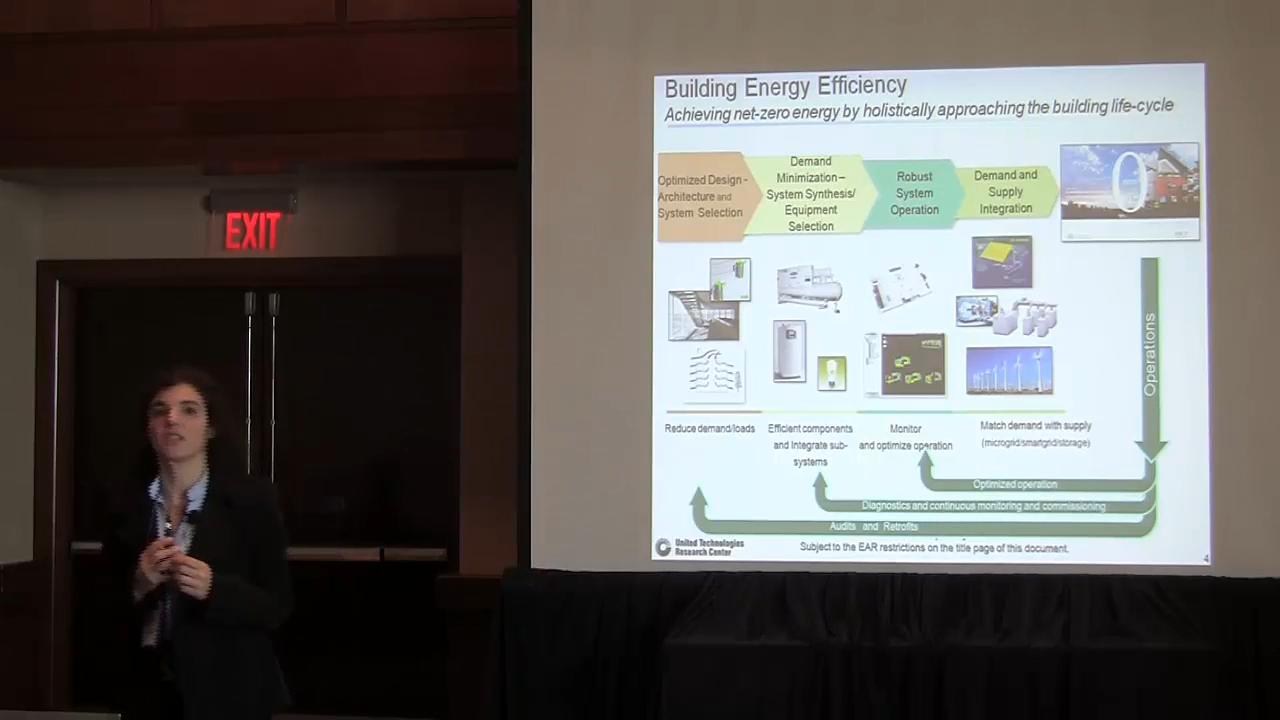 Building Energy Efficiency
Achieving net-zero energy by holistically approaching the building life-cycle
Optimized Design -
Architecture and
System Selection
Demand
Minimization –
System Synthesis/
Equipment
Selection
Robust
System
Operation
Demand and
Supply
Integration
0
EXIT
Operations
Reduce demand/loads
Efficient components
and Integrate sub-
systems
Monitor
and optimize operation
Match demand with supply
(microgrid/smartgrid/storage)
Optimized operation
Diagnostics and continuous monitoring and commissioning
Audits and Retrofits
United Technologies
Research Center
Subject to the EAR restrictions on the title page of this document.
4